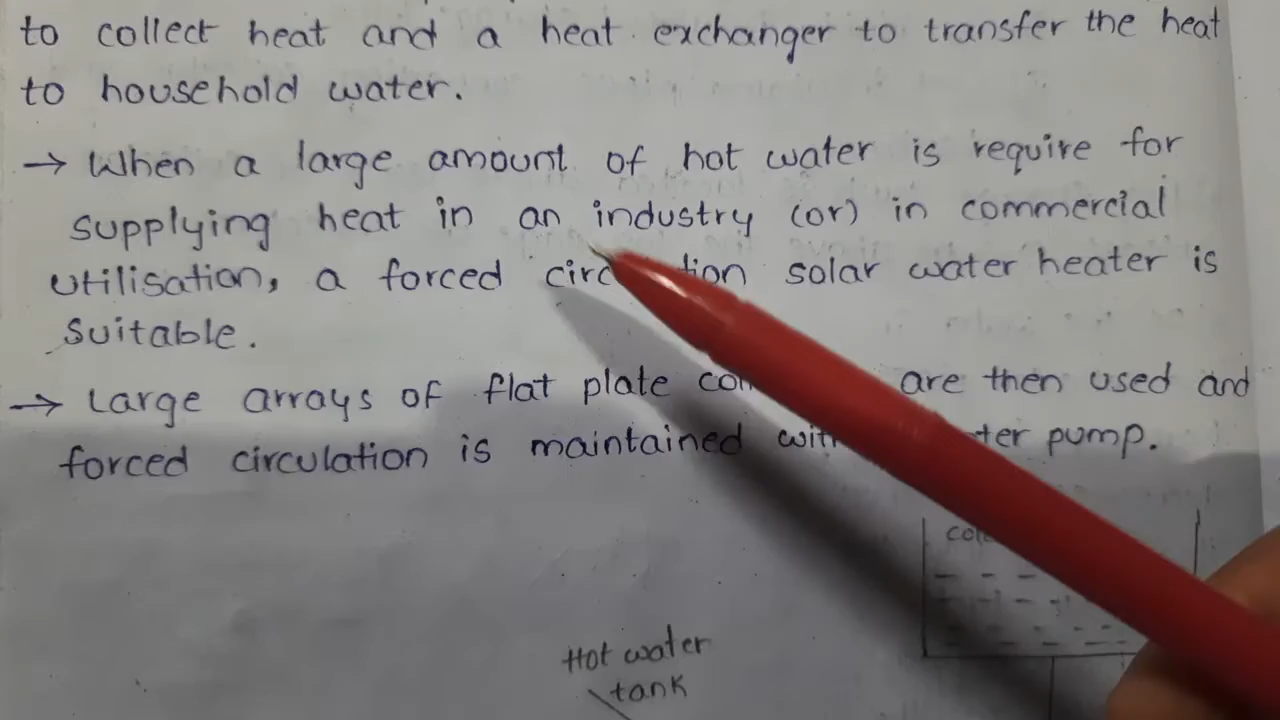 to collect heat and a heat exchanger to transfer the heat
to household water.
→ When a large amount of hot water is require for
supplying heat in an industry (or) in commercial
utilisation, a forced solar water heater is
suitable.
→ Large arrays of flat plate are then used and
forced circulation is maintained pump.
Hot water
tank